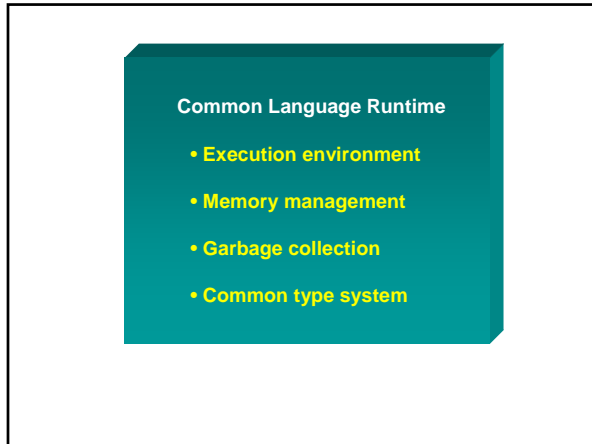 Common Language Runtime
• Execution environment
• Memory management
• Garbage collection
• Common type system